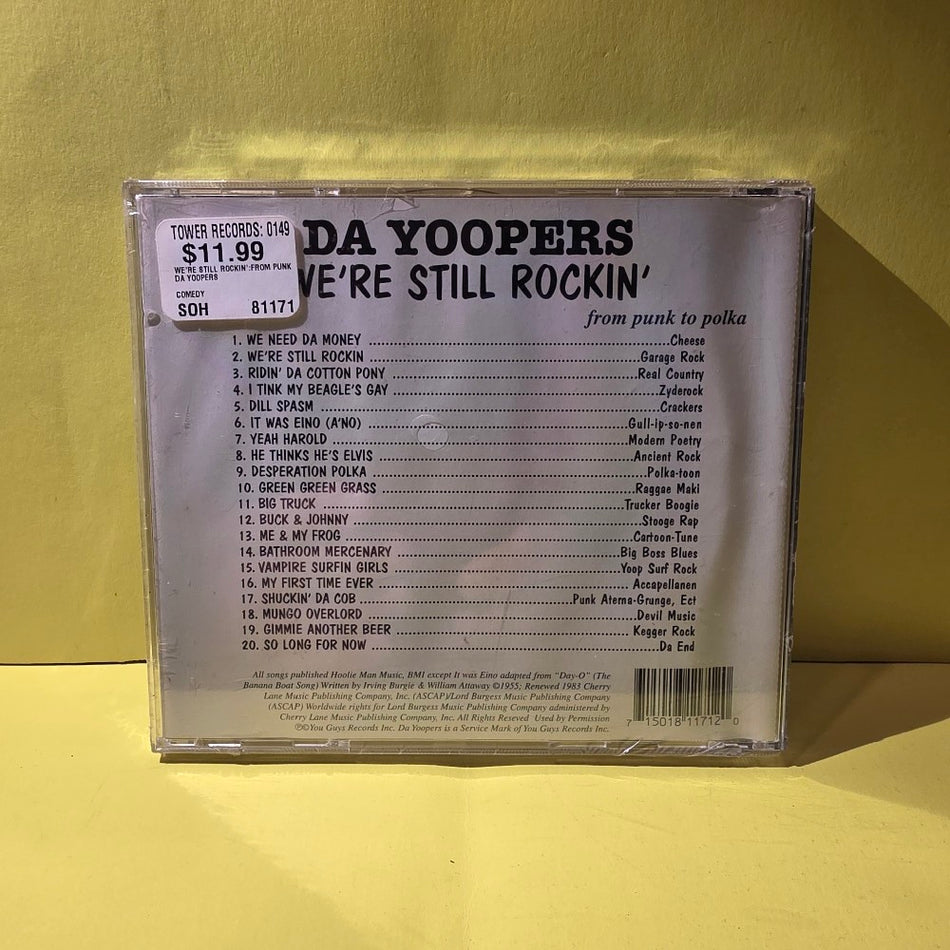 TOWER RECORDS: 0149
$11.99
WE'RE STILL ROCKIN':FROM PUNK
DA YOOPERS
COMEDY
SOH 81171
DA YOOPERS
WE'RE STILL ROCKIN'
from punk to polka
1. WE NEED DA MONEY ........ Cheese
2. WE'RE STILL ROCKIN ........ Garage Rock
3. RIDIN' DA COTTON PONY ........ Real Country
4. I TINK MY BEAGLE'S GAY ........ Zyderock
5. DILL SPASM ........ Crackers
6. IT WAS EINO (A'NO) ........ Gull-ip-so-nen
7. YEAH HAROLD ........ Modern Poetry
8. HE THINKS HE'S ELVIS ........ Ancient Rock
9. DESPERATION POLKA ........ Polka-toon
10. GREEN GREEN GRASS ........ Raggae Maki
11. BIG TRUCK ........ Trucker Boogie
12. BUCK & JOHNNY ........ Stooge Rap
13. ME & MY FROG ........ Cartoon-Tune
14. BATHROOM MERCENARY ........ Big Boss Blues
15. VAMPIRE SURFIN GIRLS ........ Yoop Surf Rock
16. MY FIRST TIME EVER ........ Accapellanen
17. SHUCKIN' DA COB ........ Punk Aterna-Grunge, Ect
18. MUNGO OVERLORD ........ Devil Music
19. GIMMIE ANOTHER BEER ........ Kegger Rock
20. SO LONG FOR NOW ........ Da End
All songs published Hoolie Man Music, BMI except It was Eino adapted from "Day-O" (The
Banana Boat Song) Written by Irving Burgie & William Attaway ©1955; Renewed 1983 Cherry
Lane Music Publishing Company, Inc. (ASCAP)/Lord Burgess Music Publishing Company
(ASCAP) Worldwide rights for Lord Burgess Music Publishing Company administered by
Cherry Lane Music Publishing Company, Inc. All Rights Reseved Used by Permission
℗©You Guys Records Inc. Da Yoopers is a Service Mark of You Guys Records Inc.
7 15018 11712 0